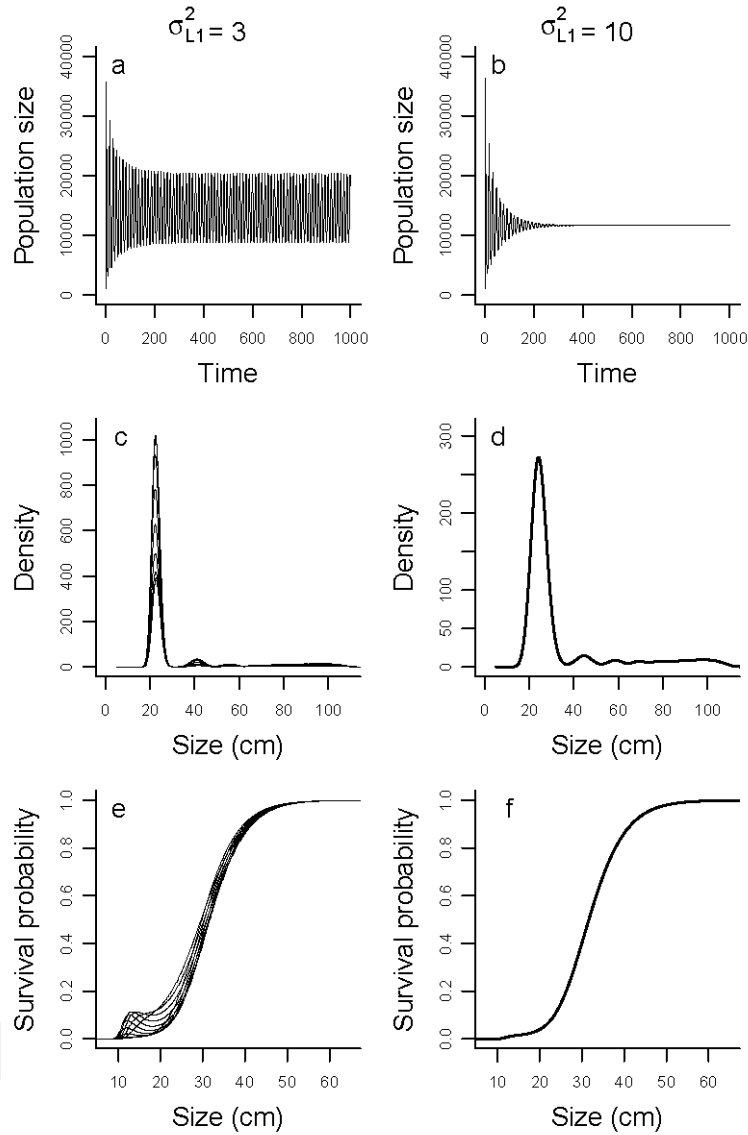 σ²L1 = 3
σ²L1 = 10
a
Population size
0 10000 20000 30000 40000
0 200 400 600 800 1000
Time
b
Population size
0 10000 20000 30000 40000
0 200 400 600 800 1000
Time
c
Density
0 200 400 600 800 1000
0 20 40 60 80 100
Size (cm)
d
Density
0 50 100 200 300
0 20 40 60 80 100
Size (cm)
e
Survival probability
0.0 0.2 0.4 0.6 0.8 1.0
10 20 30 40 50 60
Size (cm)
f
Survival probability
0.0 0.2 0.4 0.6 0.8 1.0
10 20 30 40 50 60
Size (cm)